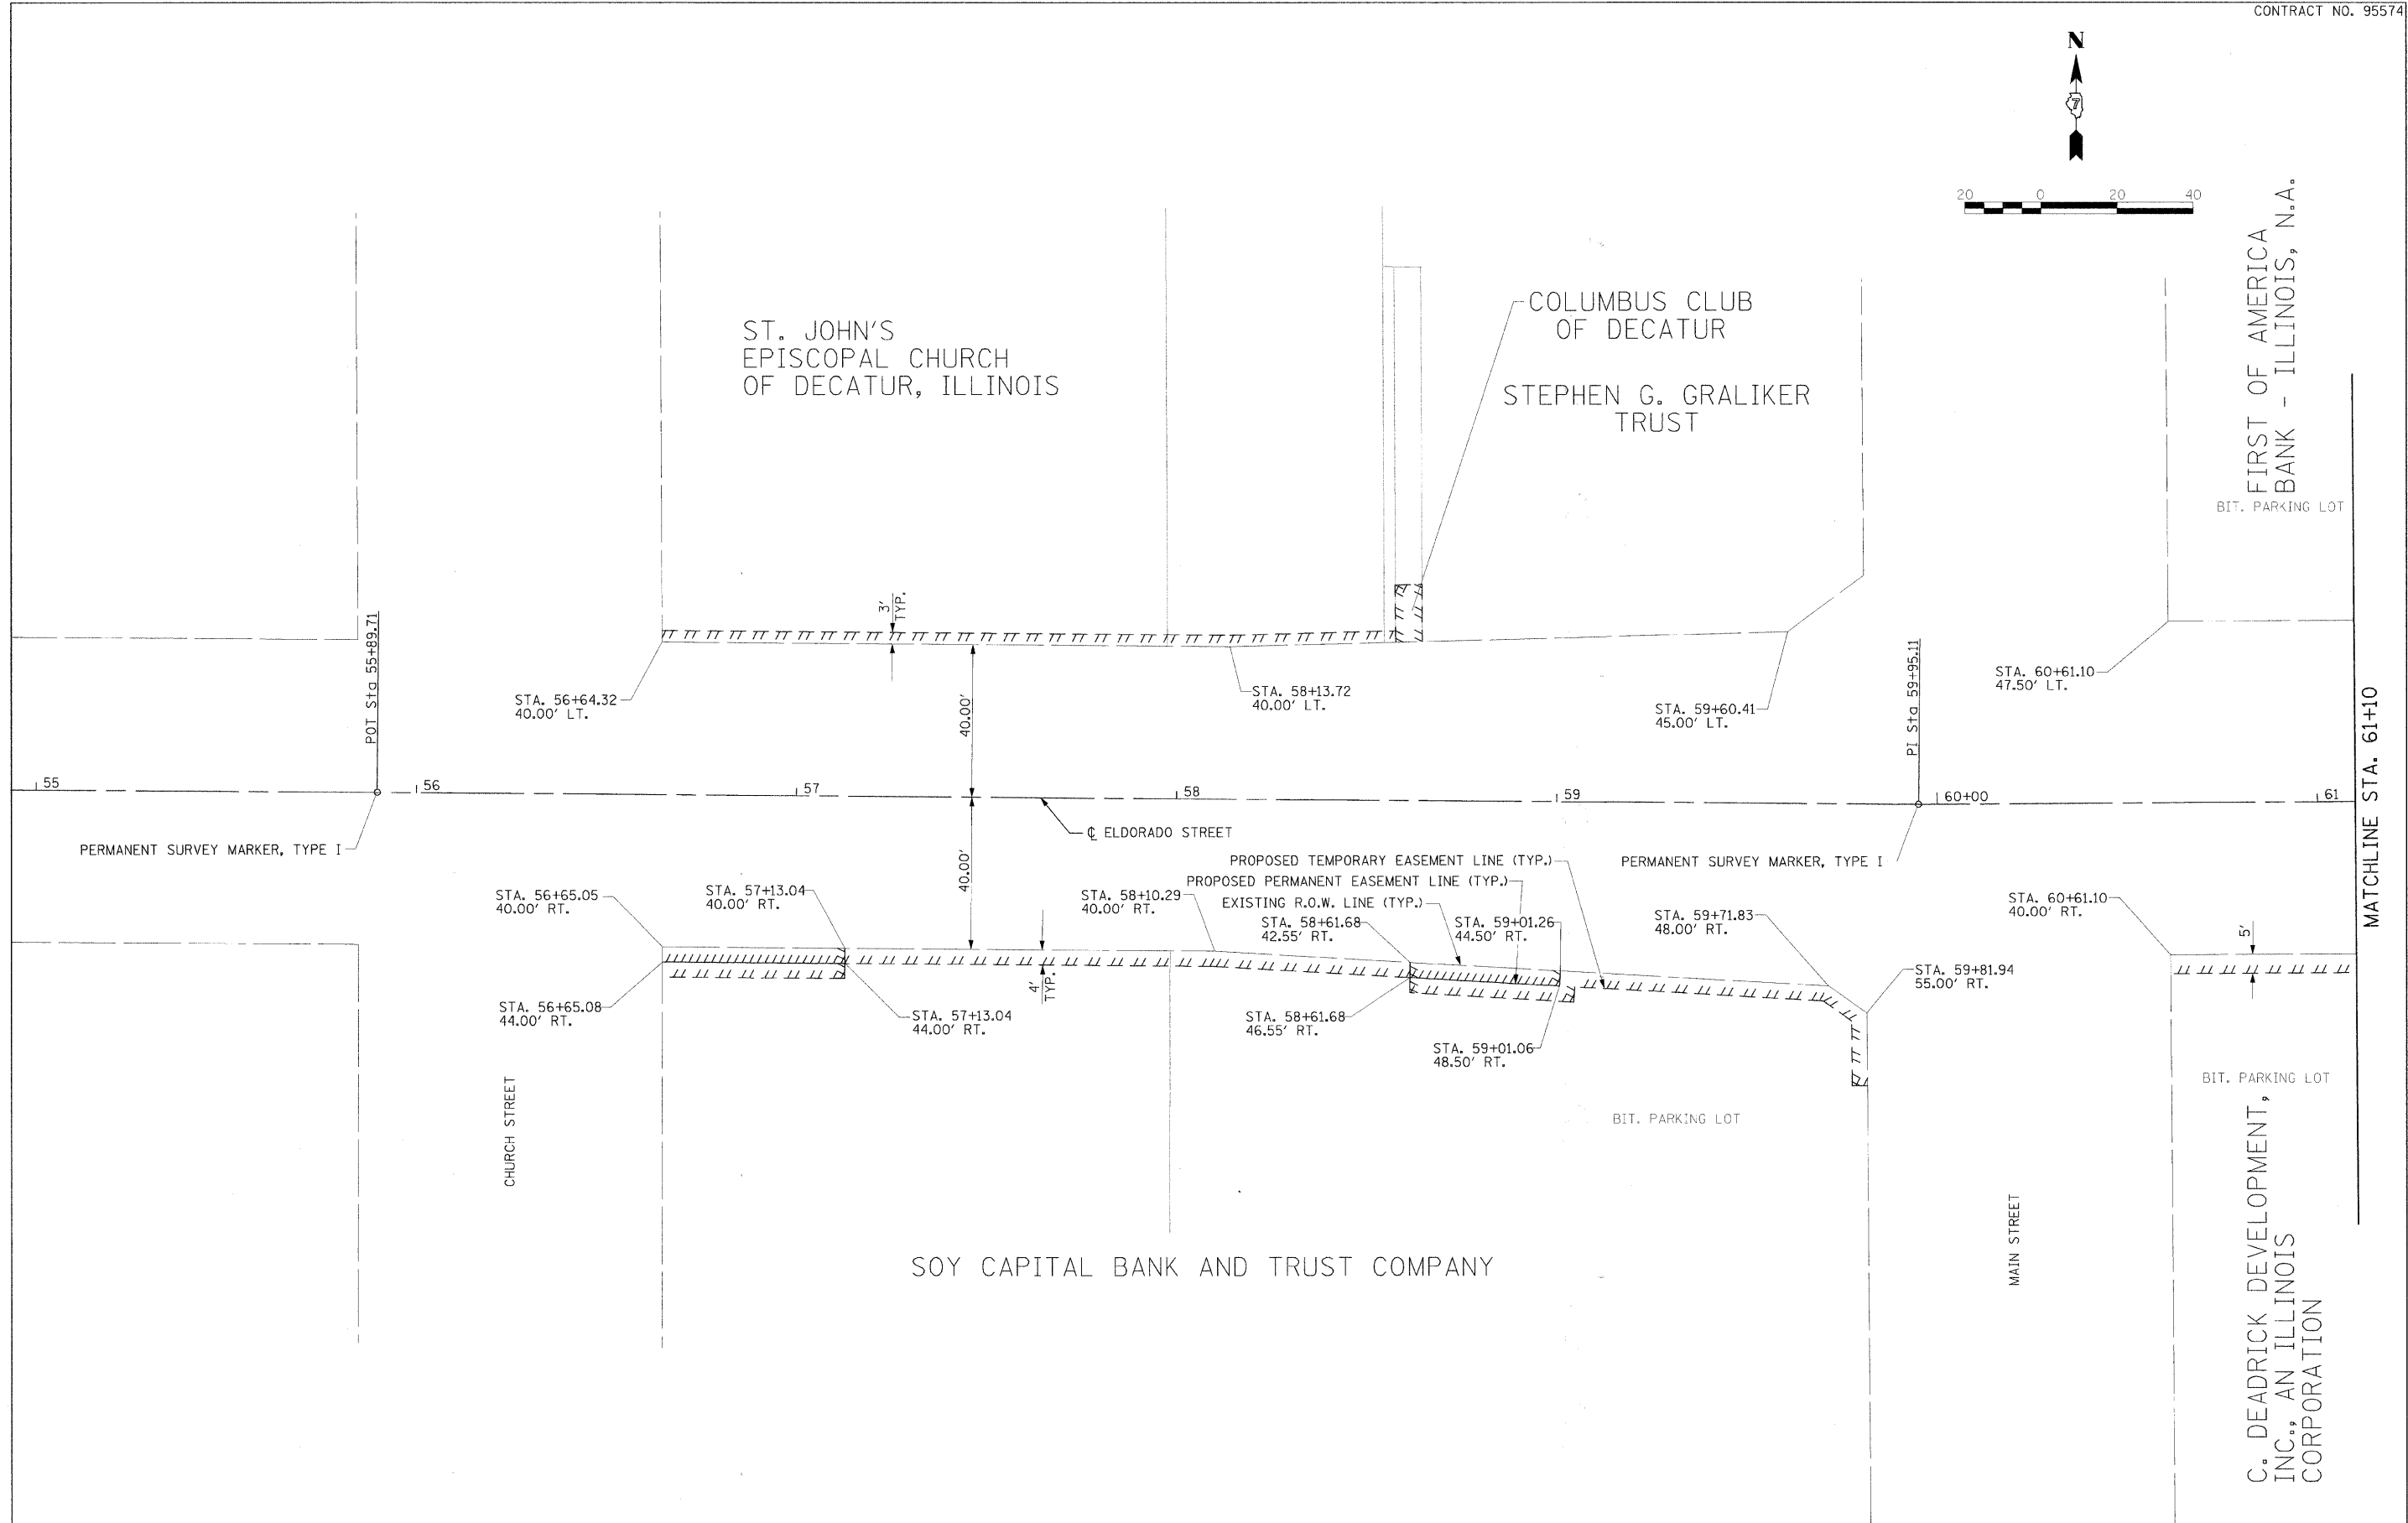 CONTRACT NO. 95574
N
7
20 0 20 40
FIRST OF AMERICA
BANK - ILLINOIS, N.A.
BIT. PARKING LOT
ST. JOHN'S
EPISCOPAL CHURCH
OF DECATUR, ILLINOIS
COLUMBUS CLUB
OF DECATUR
STEPHEN G. GRALIKER
TRUST
3'
TYP.
POT Sta 55+89.71
STA. 56+64.32
40.00' LT.
40.00'
STA. 58+13.72
40.00' LT.
STA. 59+60.41
45.00' LT.
PI Sta 59+95.11
STA. 60+61.10
47.50' LT.
MATCHLINE STA. 61+10
55
56
57
58
59
60+00
61
PERMANENT SURVEY MARKER, TYPE I
℄ ELDORADO STREET
40.00'
PROPOSED TEMPORARY EASEMENT LINE (TYP.)
PROPOSED PERMANENT EASEMENT LINE (TYP.)
EXISTING R.O.W. LINE (TYP.)
PERMANENT SURVEY MARKER, TYPE I
STA. 56+65.05
40.00' RT.
STA. 57+13.04
40.00' RT.
STA. 58+10.29
40.00' RT.
STA. 58+61.68
42.55' RT.
STA. 59+01.26
44.50' RT.
STA. 59+71.83
48.00' RT.
STA. 60+61.10
40.00' RT.
5'
STA. 59+81.94
55.00' RT.
4'
TYP.
STA. 56+65.08
44.00' RT.
STA. 57+13.04
44.00' RT.
STA. 58+61.68
46.55' RT.
STA. 59+01.06
48.50' RT.
CHURCH STREET
BIT. PARKING LOT
BIT. PARKING LOT
MAIN STREET
SOY CAPITAL BANK AND TRUST COMPANY
C. DEADRICK DEVELOPMENT,
INC., AN ILLINOIS
CORPORATION